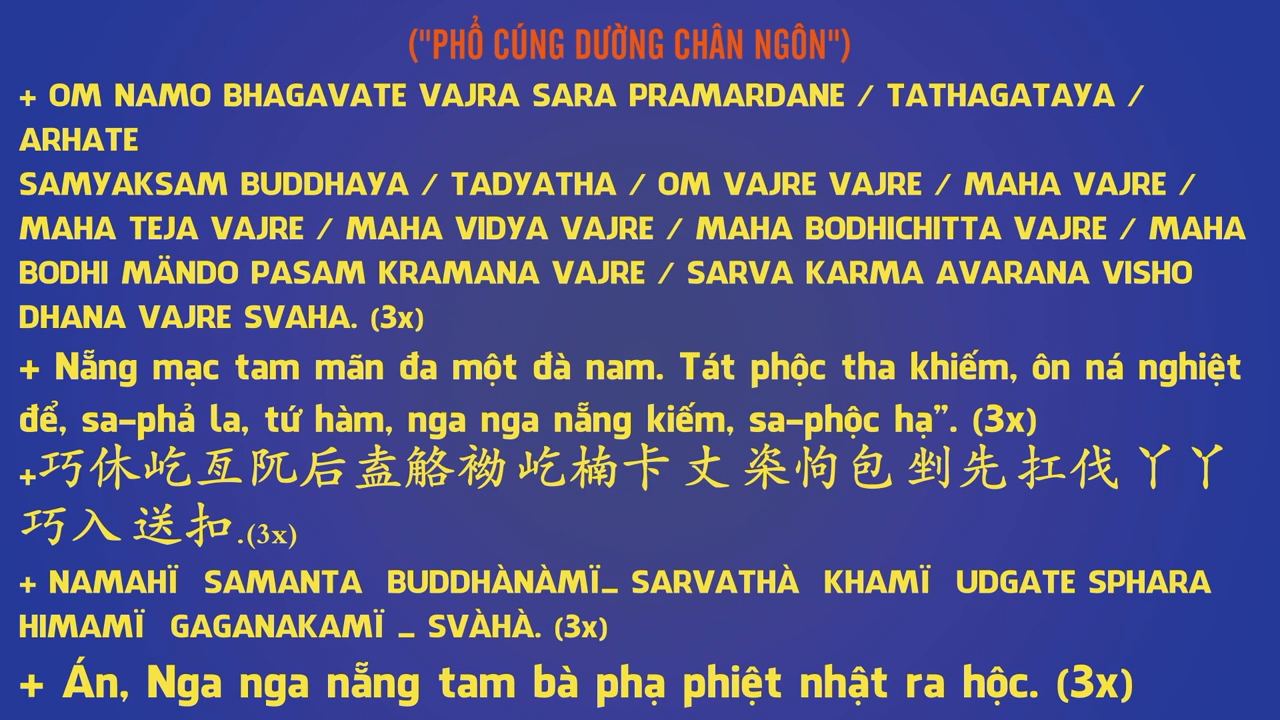 ("PHỔ CÚNG DƯỜNG CHÂN NGÔN")
+ OM NAMO BHAGAVATE VAJRA SARA PRAMARDANE / TATHAGATAYA /
ARHATE
SAMYAKSAM BUDDHAYA / TADYATHA / OM VAJRE VAJRE / MAHA VAJRE /
MAHA TEJA VAJRE / MAHA VIDYA VAJRE / MAHA BODHICHITTA VAJRE / MAHA
BODHI MÄNDO PASAM KRAMANA VAJRE / SARVA KARMA AVARANA VISHO
DHANA VAJRE SVAHA. (3x)
+ Nẵng mạc tam mãn đa một đà nam. Tát phộc tha khiếm, ôn ná nghiệt
để, sa-phả la, tứ hàm, nga nga nẵng kiếm, sa-phộc hạ”. (3x)
+巧休屹亙阢后盍觡袎屹楠卡丈 栥怐包 剉先扛伐丫丫
巧入送扣.(3x)
+ NAMAHÏ SAMANTA BUDDHÀNÀMÏ_ SARVATHÀ KHAMÏ UDGATE SPHARA
HIMAMÏ GAGANAKAMÏ _ SVÀHÀ. (3x)
+ Án, Nga nga nẵng tam bà phạ phiệt nhật ra hộc. (3x)